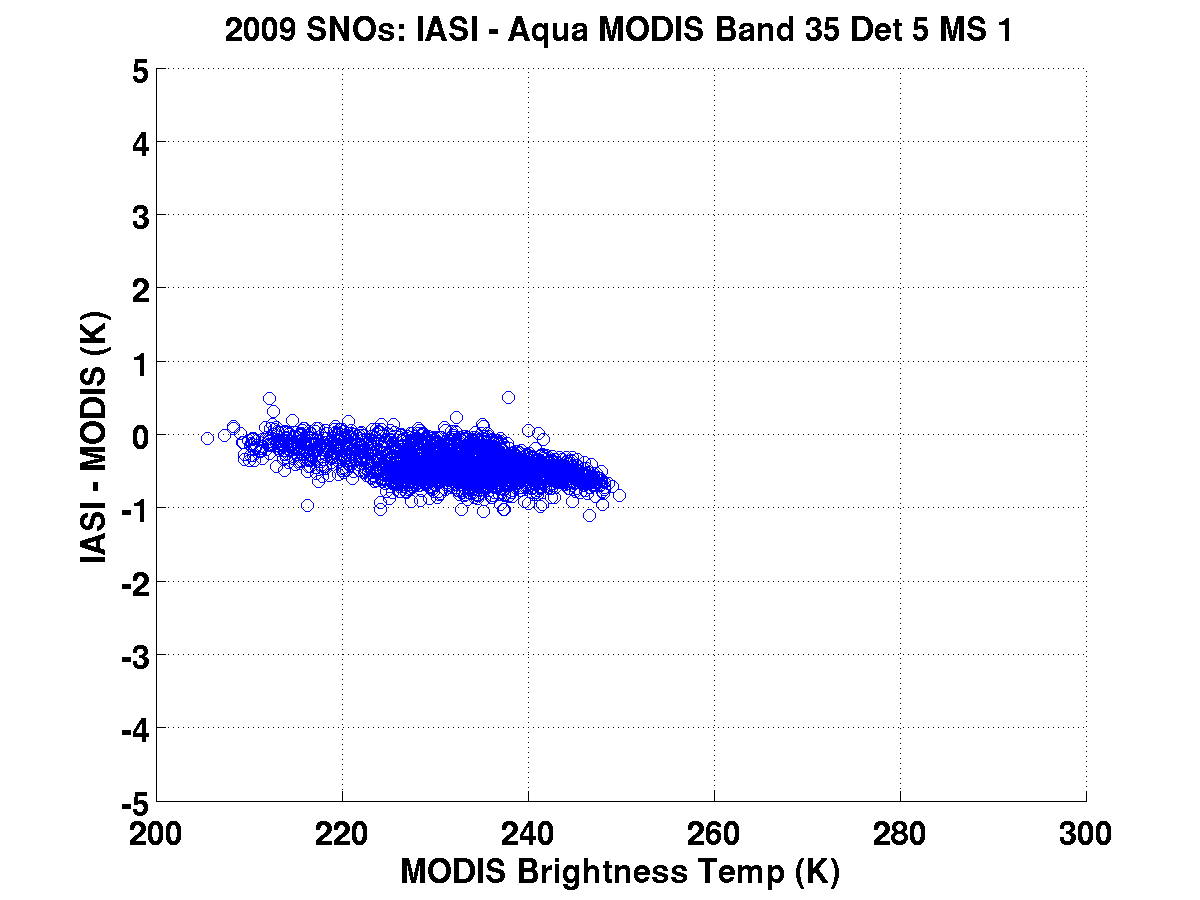 2009 SNOs: IASI - Aqua MODIS Band 35 Det 5 MS 1
5
4
3
2
1
0
-1
-2
-3
-4
-5
IASI - MODIS (K)
200 220 240 260 280 300
MODIS Brightness Temp (K)